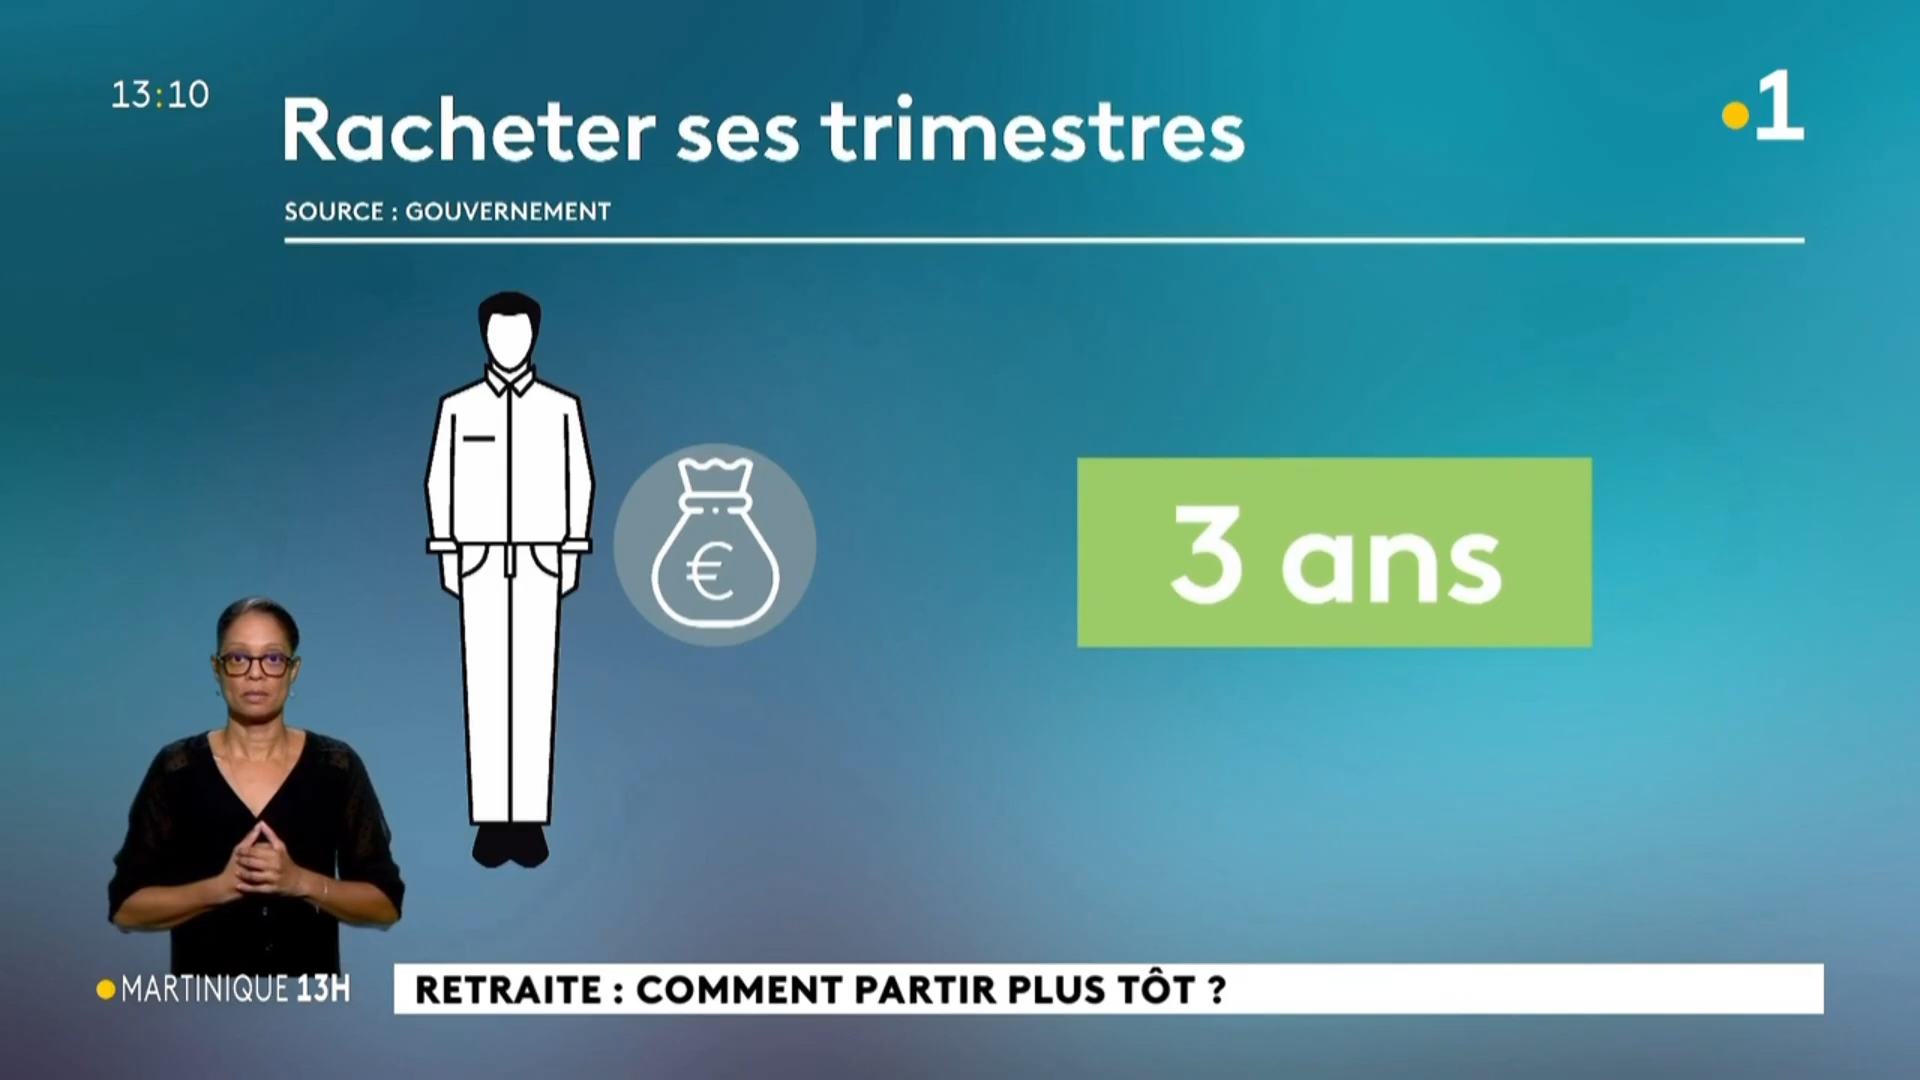 13:10
Racheter ses trimestres
1
SOURCE : GOUVERNEMENT
€
3 ans
MARTINIQUE 13H
RETRAITE : COMMENT PARTIR PLUS TÔT ?